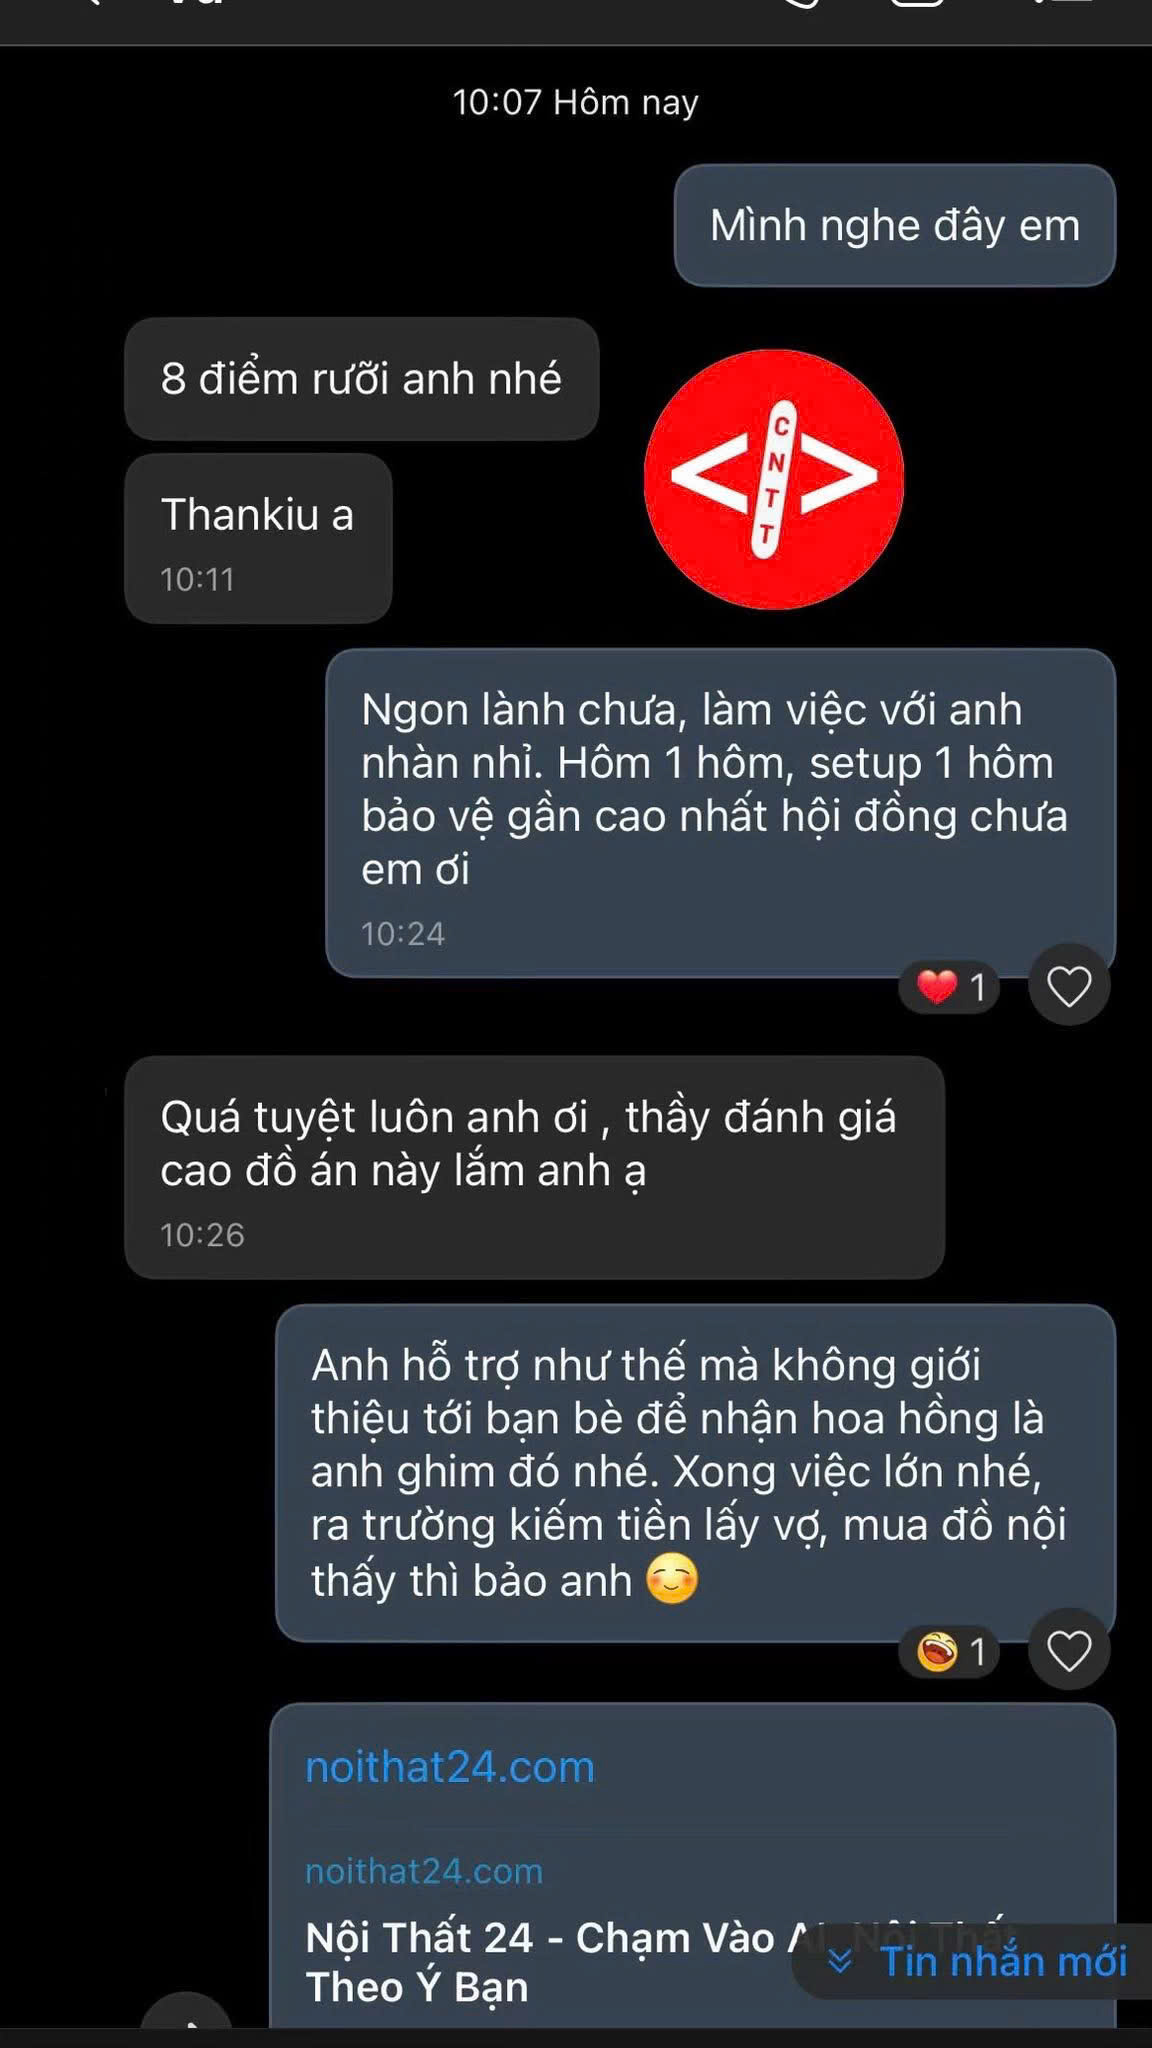 10:07 Hôm nay
Mình nghe đây em
8 điểm rưỡi anh nhé
Thankiu a
10:11
C
N
T
T
Ngon lành chưa, làm việc với anh
nhàn nhỉ. Hôm 1 hôm, setup 1 hôm
bảo vệ gần cao nhất hội đồng chưa
em ơi
10:24
1
Quá tuyệt luôn anh ơi , thầy đánh giá
cao đồ án này lắm anh ạ
10:26
Anh hỗ trợ như thế mà không giới
thiệu tới bạn bè để nhận hoa hồng là
anh ghim đó nhé. Xong việc lớn nhé,
ra trường kiếm tiền lấy vợ, mua đồ nội
thấy thì bảo anh 😊
1
noithat24.com
noithat24.com
Nội Thất 24 - Chạm Vào AI, Nội Thất
Theo Ý Bạn
Tin nhắn mới